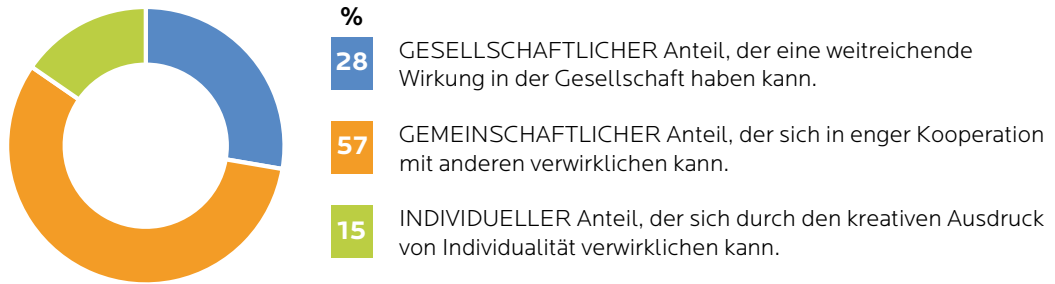 %
28 GESELLSCHAFTLICHER Anteil, der eine weitreichende
Wirkung in der Gesellschaft haben kann.
57 GEMEINSCHAFTLICHER Anteil, der sich in enger Kooperation
mit anderen verwirklichen kann.
15 INDIVIDUELLER Anteil, der sich durch den kreativen Ausdruck
von Individualität verwirklichen kann.